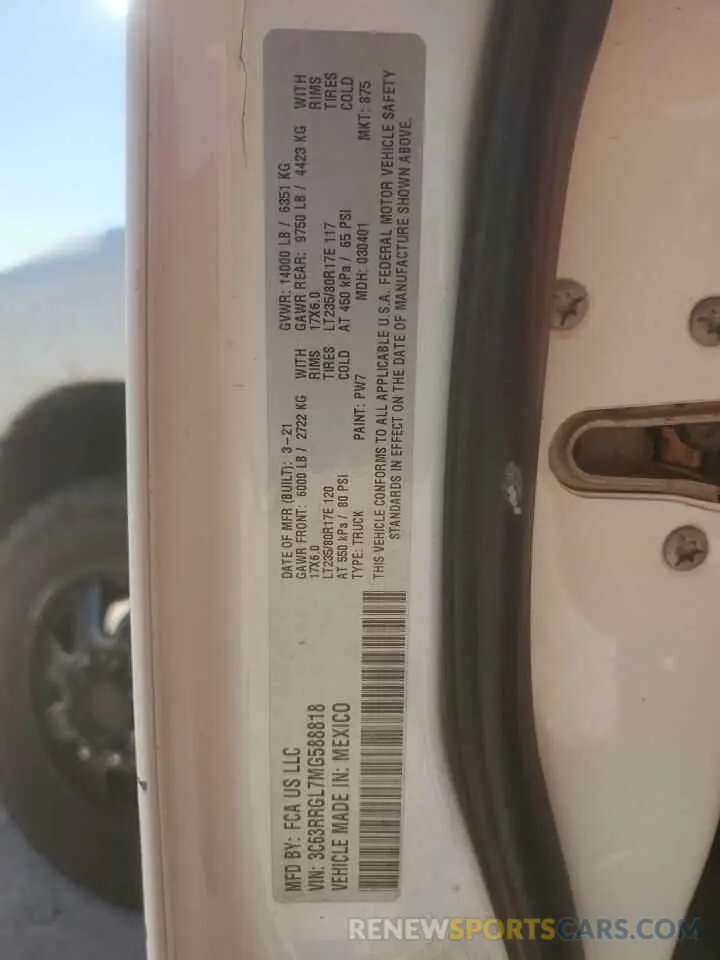 MFD BY: FCA US LLC
VIN: 3C63RRGL7MG588818
VEHICLE MADE IN: MEXICO
DATE OF MFR (BUILT): 3-21 GVWR: 14000 LB / 6351 KG
GAWR FRONT: 6000 LB / 2722 KG WITH GAWR REAR: 9750 LB / 4423 KG WITH
17X6.0 RIMS 17X6.0 RIMS
LT235/80R17E 120 TIRES LT235/80R17E 117 TIRES
AT 550 kPa / 80 PSI COLD AT 450 kPa / 65 PSI COLD
TYPE: TRUCK PAINT: PW7 MDH: 030401 MKT: 875
THIS VEHICLE CONFORMS TO ALL APPLICABLE U.S.A. FEDERAL MOTOR VEHICLE SAFETY
STANDARDS IN EFFECT ON THE DATE OF MANUFACTURE SHOWN ABOVE.
RENEWSPORTSCARS.COM